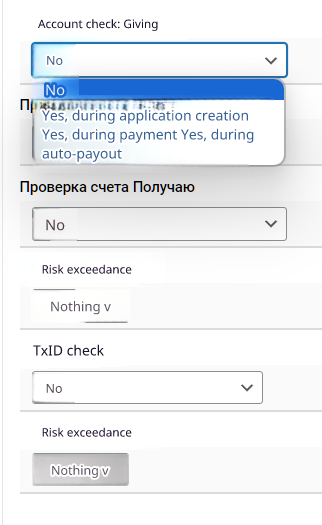 Account check: Giving
No
No
Yes, during application creation
Yes, during payment Yes, during
auto-payout
Проверка счета Получаю
No
Risk exceedance
Nothing v
TxID check
No
Risk exceedance
Nothing v